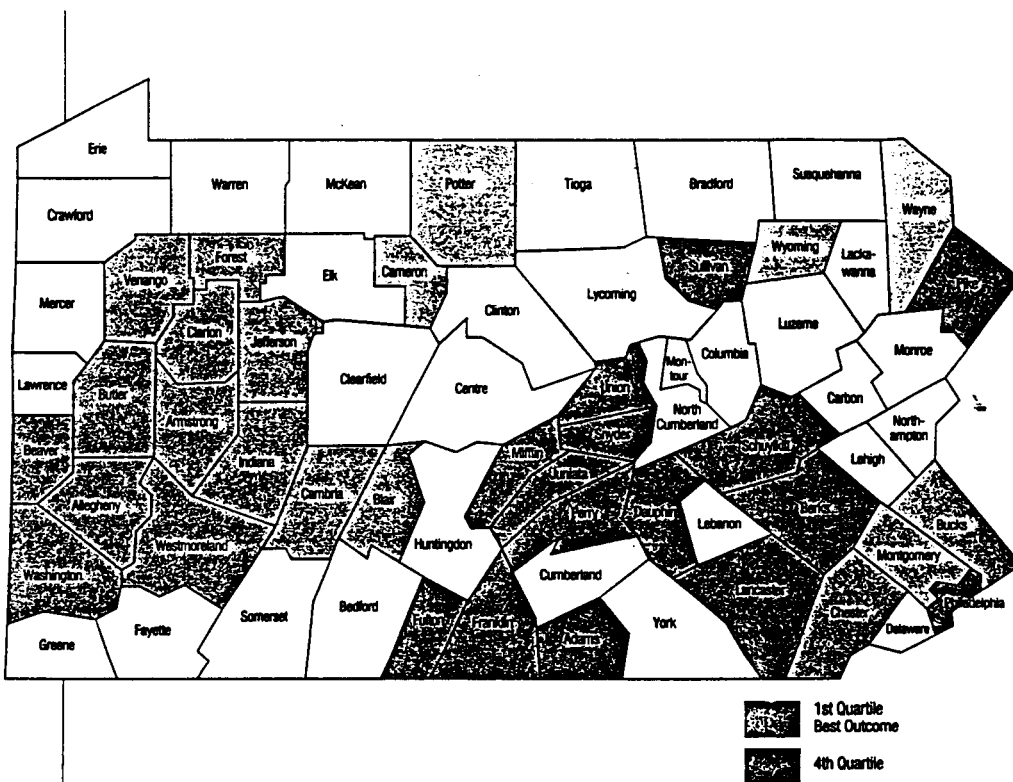 Erie
Warren
McKean
Potter
Tioga
Bradford
Susquehanna
Wayne
Crawford
Forest
Venango
Elk
Cameron
Sullivan
Wyoming
Lacka-
wanna
Pike
Mercer
Clarion
Jefferson
Clinton
Lycoming
Luzerne
Monroe
Lawrence
Butler
Clearfield
Centre
Union
Mon-
tour
Columbia
Carbon
Armstrong
North
Cumberland
North-
ampton
Snyder
Beaver
Indiana
Mifflin
Schuylkill
Lehigh
Juniata
Allegheny
Cambria
Blair
Perry
Dauphin
Lebanon
Berks
Bucks
Westmoreland
Huntingdon
Montgomery
Washington
Cumberland
Lancaster
Philadelphia
Chester
Greene
Fayette
Somerset
Bedford
Fulton
Franklin
Adams
York
Delaware
1st Quartile
Best Outcome
4th Quartile